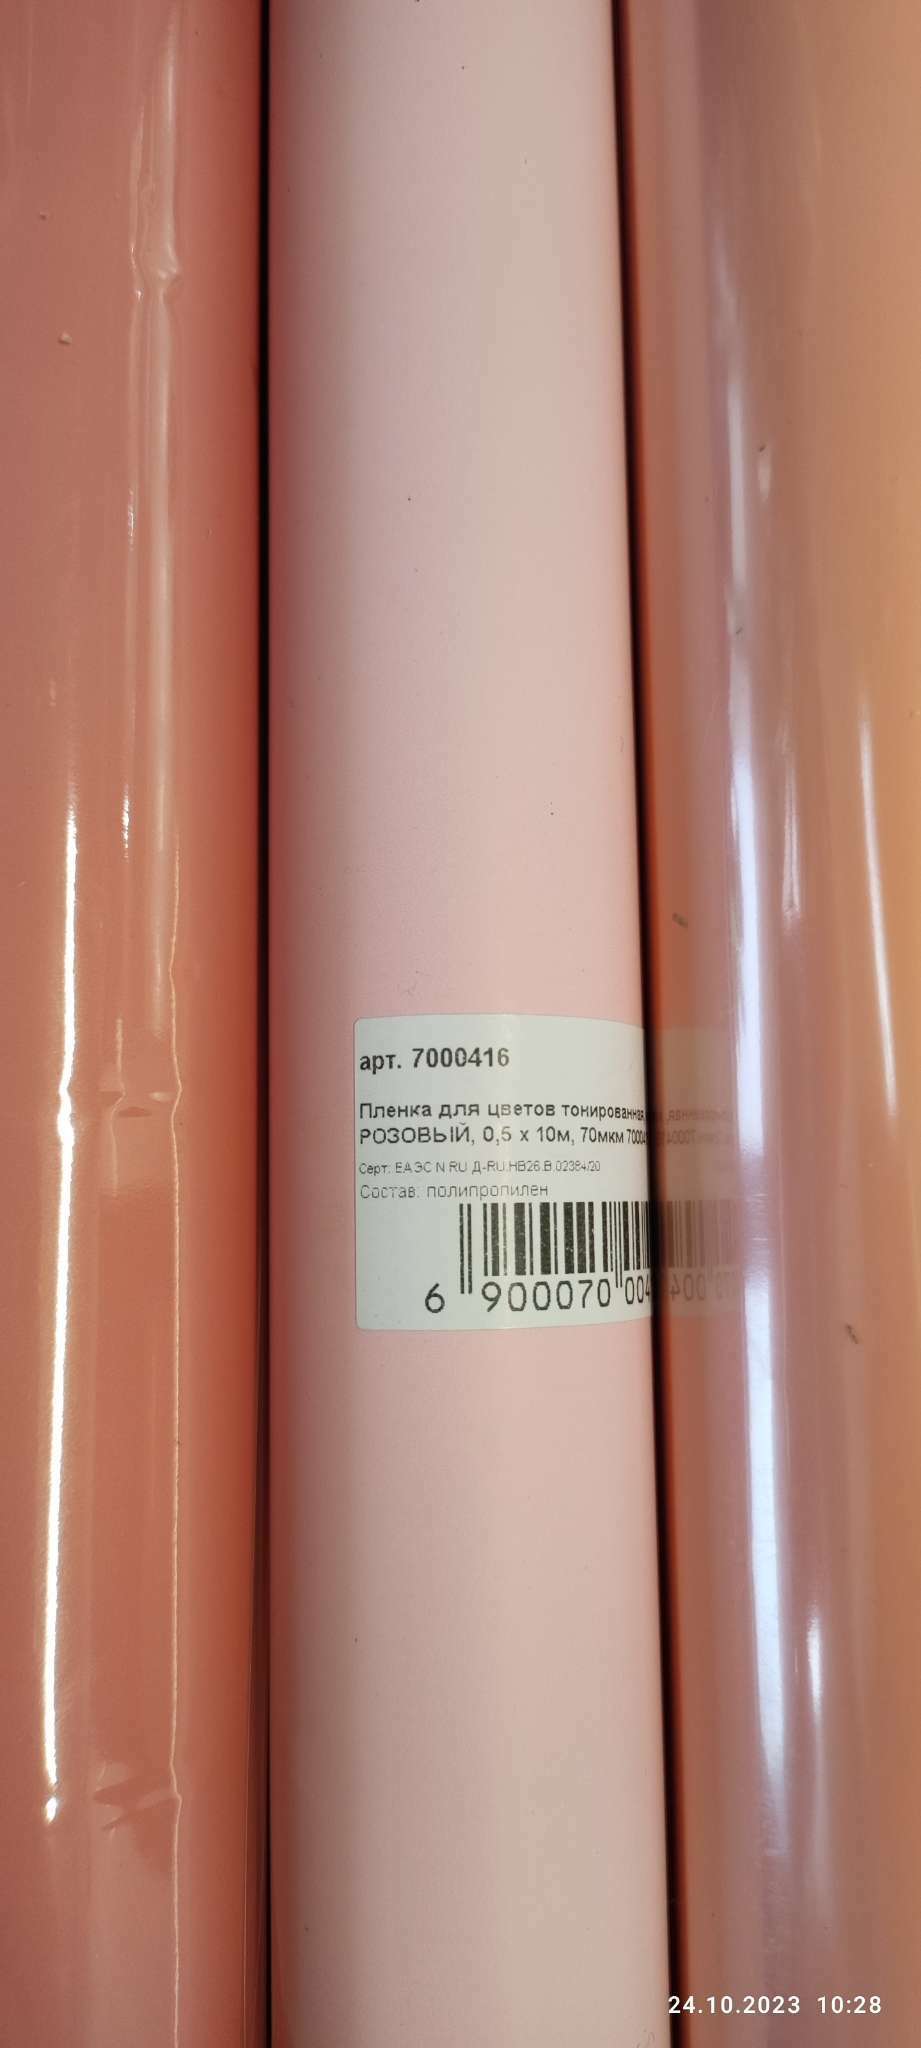 арт. 7000416
Пленка для цветов тонированная
РОЗОВЫЙ, 0,5 х 10м, 70мкм
Серт: ЕАЭС N RU Д-RU.НВ26.В.02384/20
Состав: полипропилен
6 900070 004
24.10.2023 10:28